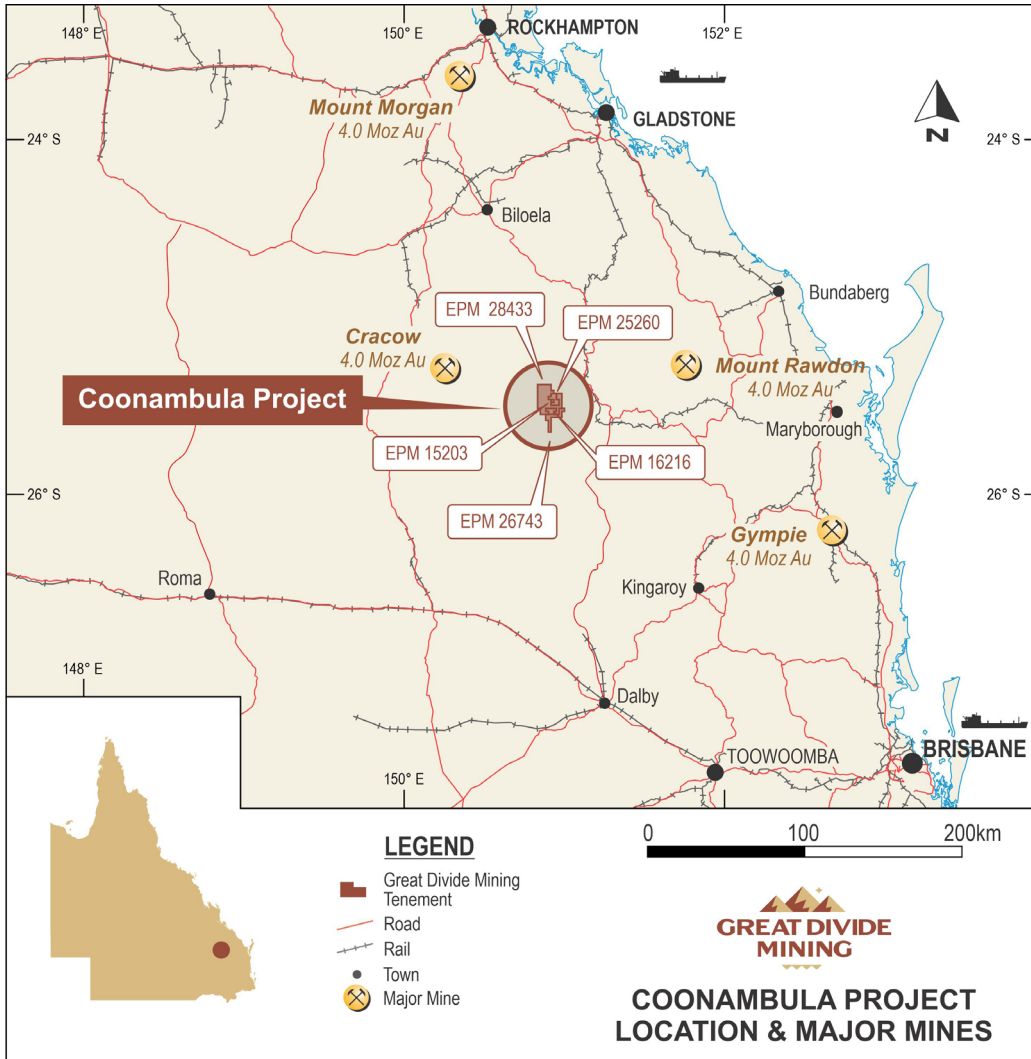 148° E
150° E
152° E
ROCKHAMPTON
Mount Morgan
4.0 Moz Au
GLADSTONE
N
24° S
24° S
Biloela
Bundaberg
EPM 28433
EPM 25260
Cracow
4.0 Moz Au
Mount Rawdon
4.0 Moz Au
Coonambula Project
Maryborough
EPM 15203
EPM 16216
26° S
26° S
EPM 26743
Gympie
4.0 Moz Au
Roma
Kingaroy
148° E
Dalby
BRISBANE
TOOWOOMBA
150° E
0 100 200km
LEGEND
Great Divide Mining
Tenement
Road
Rail
Town
Major Mine
GREAT DIVIDE
MINING
COONAMBULA PROJECT
LOCATION & MAJOR MINES